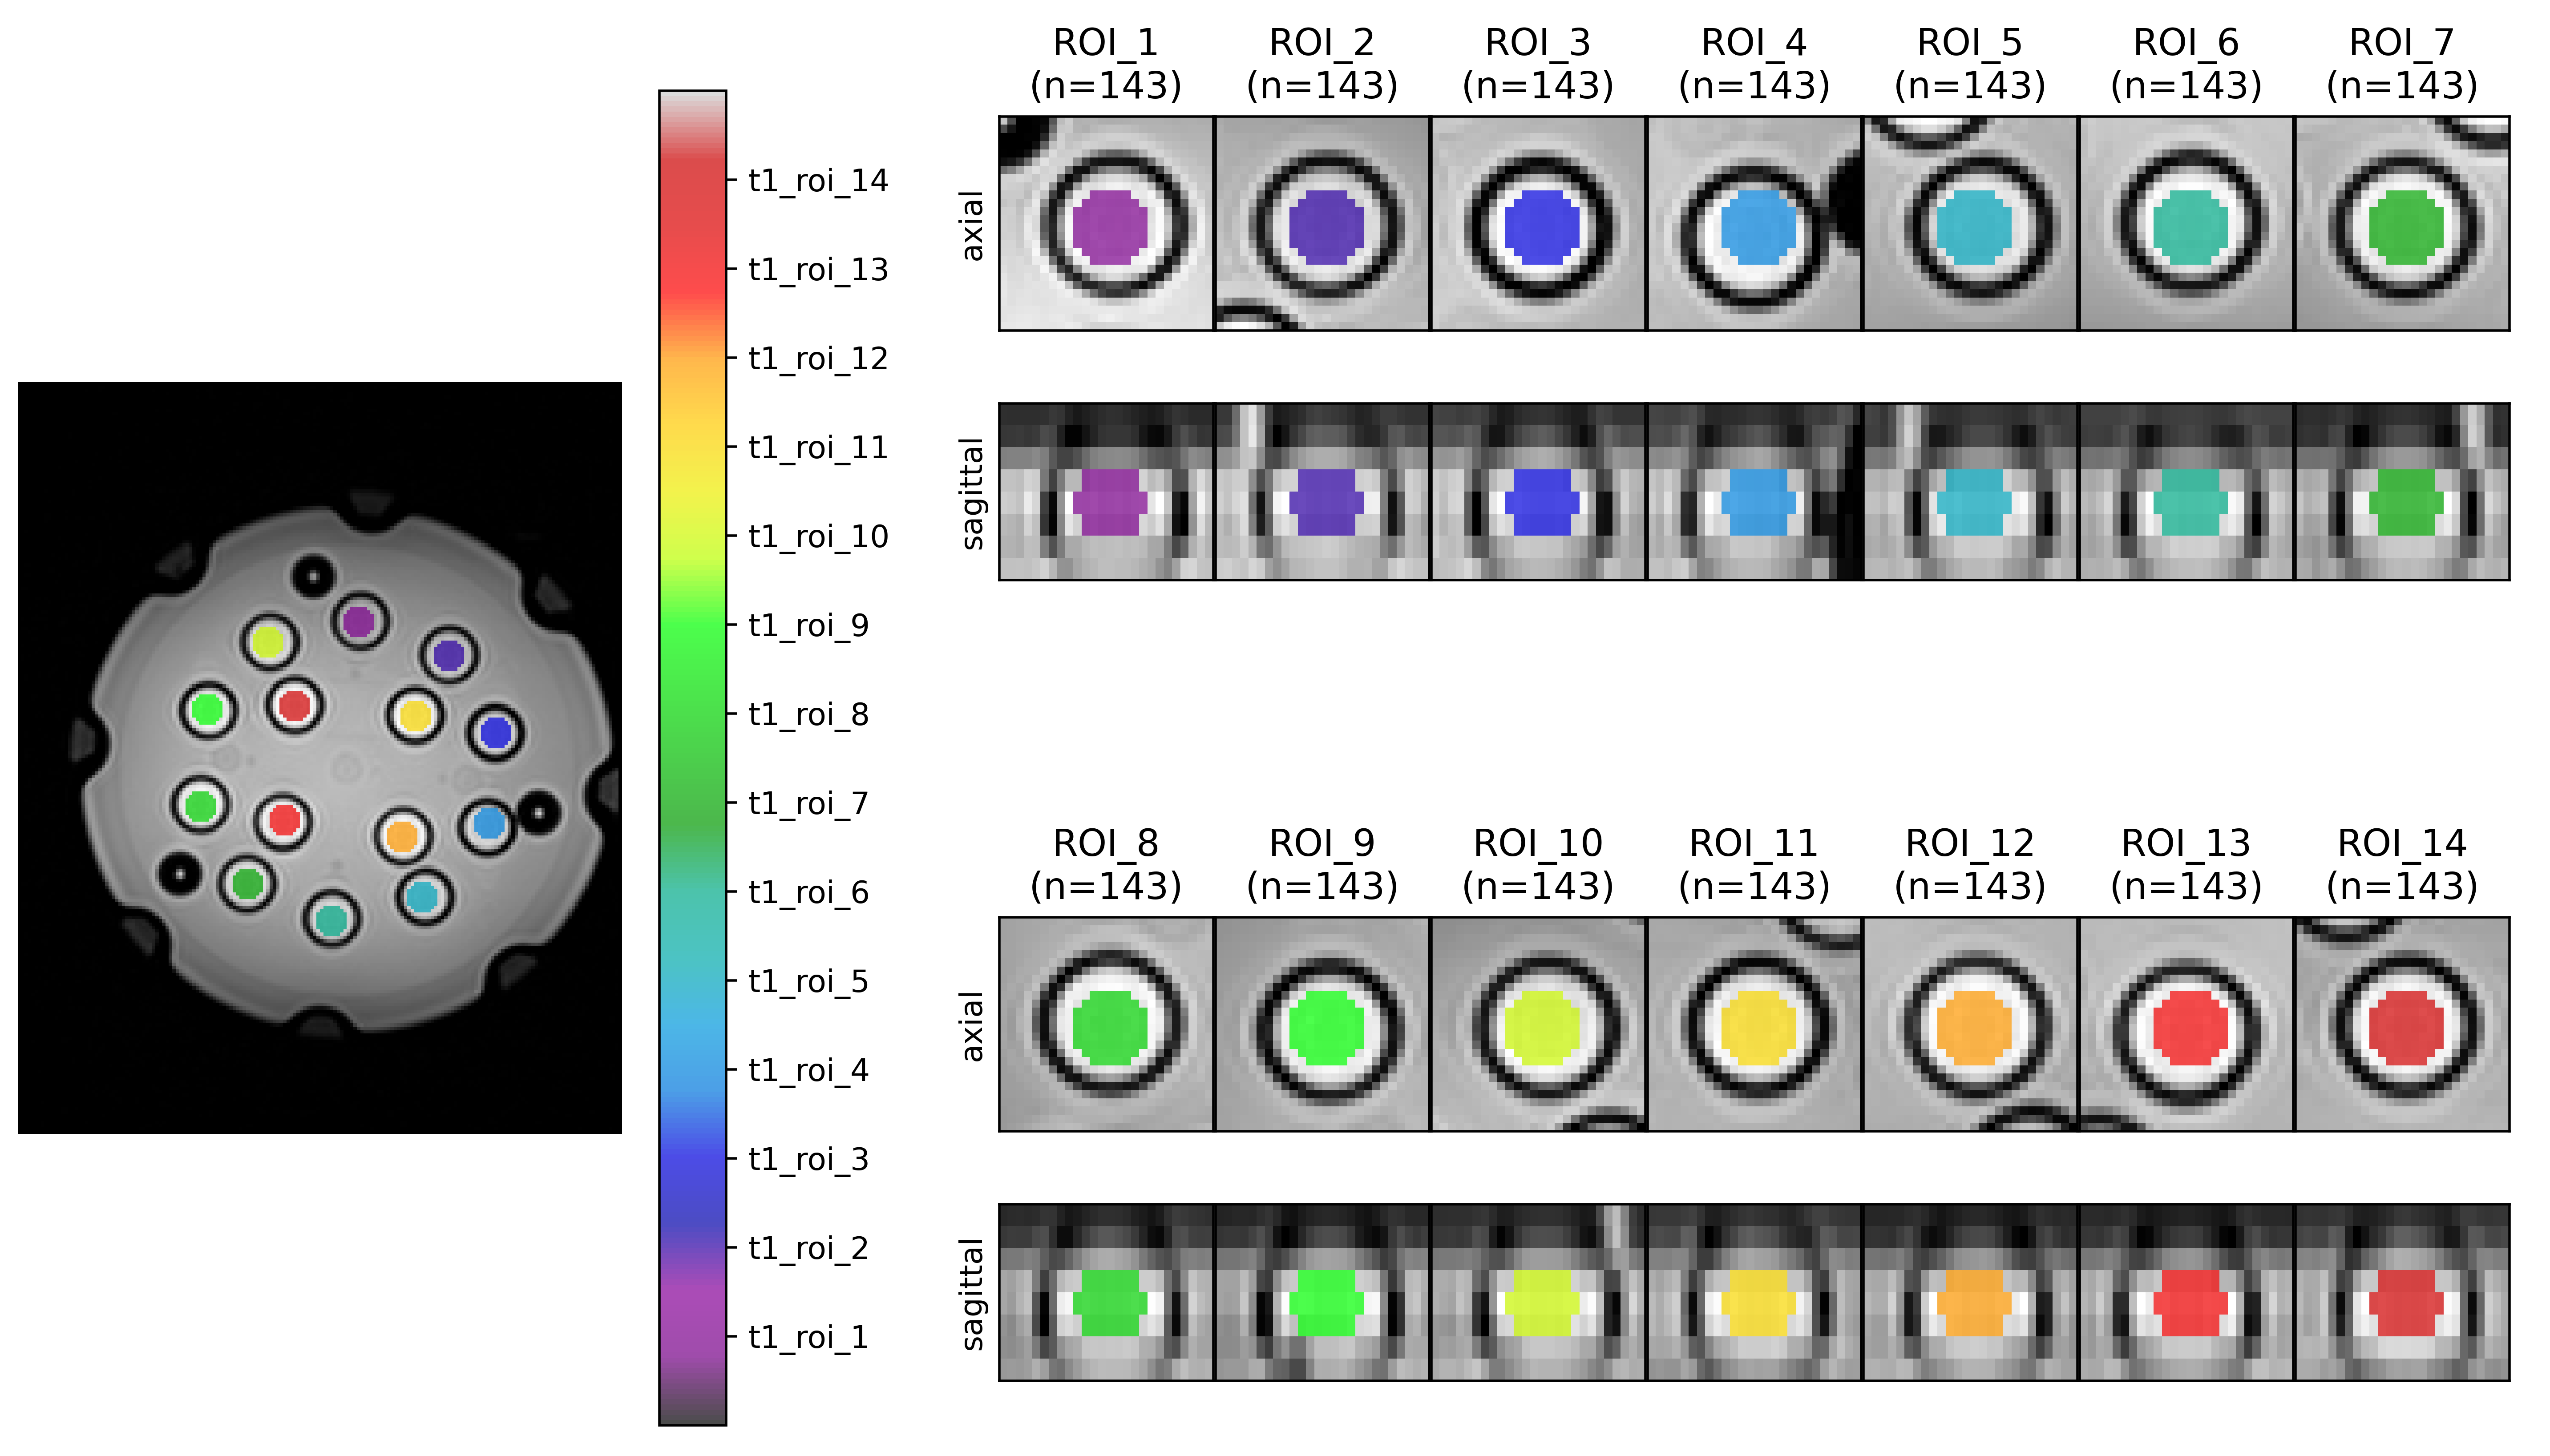 t1_roi_14
t1_roi_13
t1_roi_12
t1_roi_11
t1_roi_10
t1_roi_9
t1_roi_8
t1_roi_7
t1_roi_6
t1_roi_5
t1_roi_4
t1_roi_3
t1_roi_2
t1_roi_1
ROI_1 ROI_2 ROI_3 ROI_4 ROI_5 ROI_6 ROI_7
(n=143) (n=143) (n=143) (n=143) (n=143) (n=143) (n=143)
axial
sagittal
ROI_8 ROI_9 ROI_10 ROI_11 ROI_12 ROI_13 ROI_14
(n=143) (n=143) (n=143) (n=143) (n=143) (n=143) (n=143)
axial
sagittal